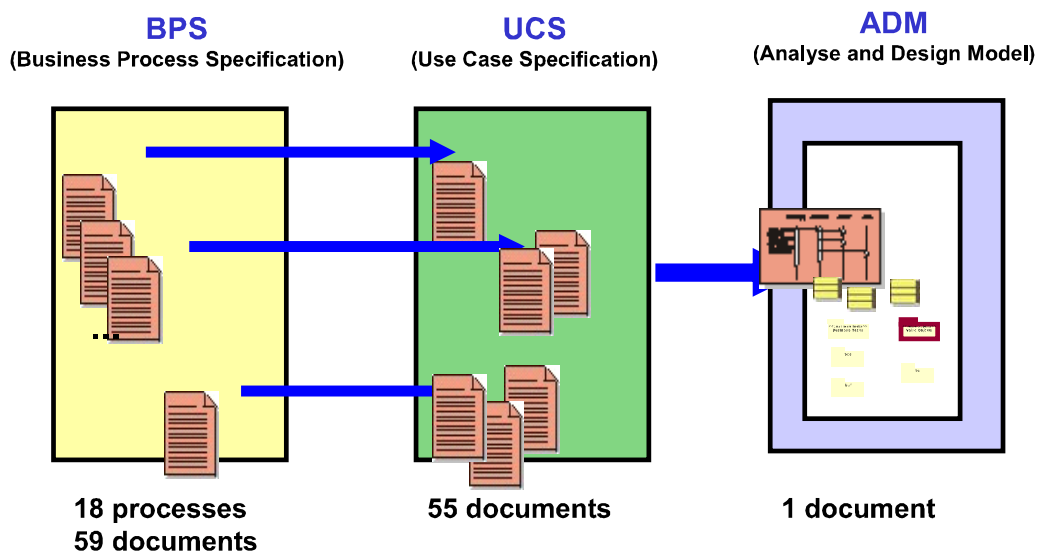 BPS
(Business Process Specification)
UCS
(Use Case Specification)
ADM
(Analyse and Design Model)
...
18 processes
59 documents
55 documents
1 document